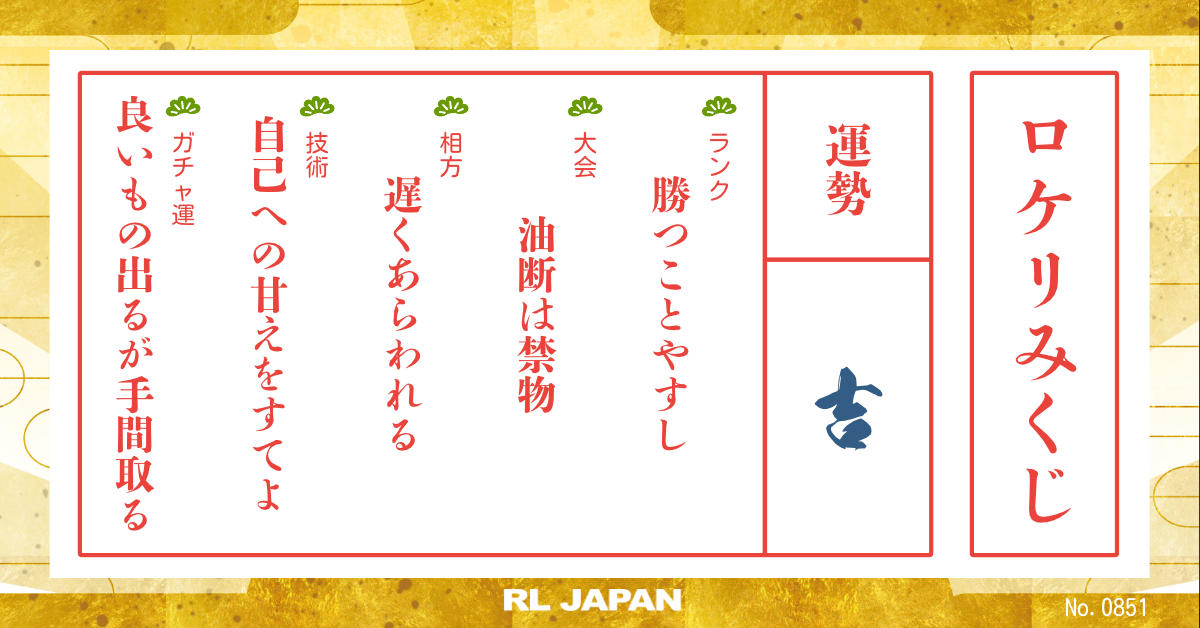 ロケリみくじ
運勢
吉
ランク
勝つことやすし
大会
油断は禁物
相方
遅くあらわれる
技術
自己への甘えをすてよ
ガチャ運
良いもの出るが手間取る
RL JAPAN
No. 0851